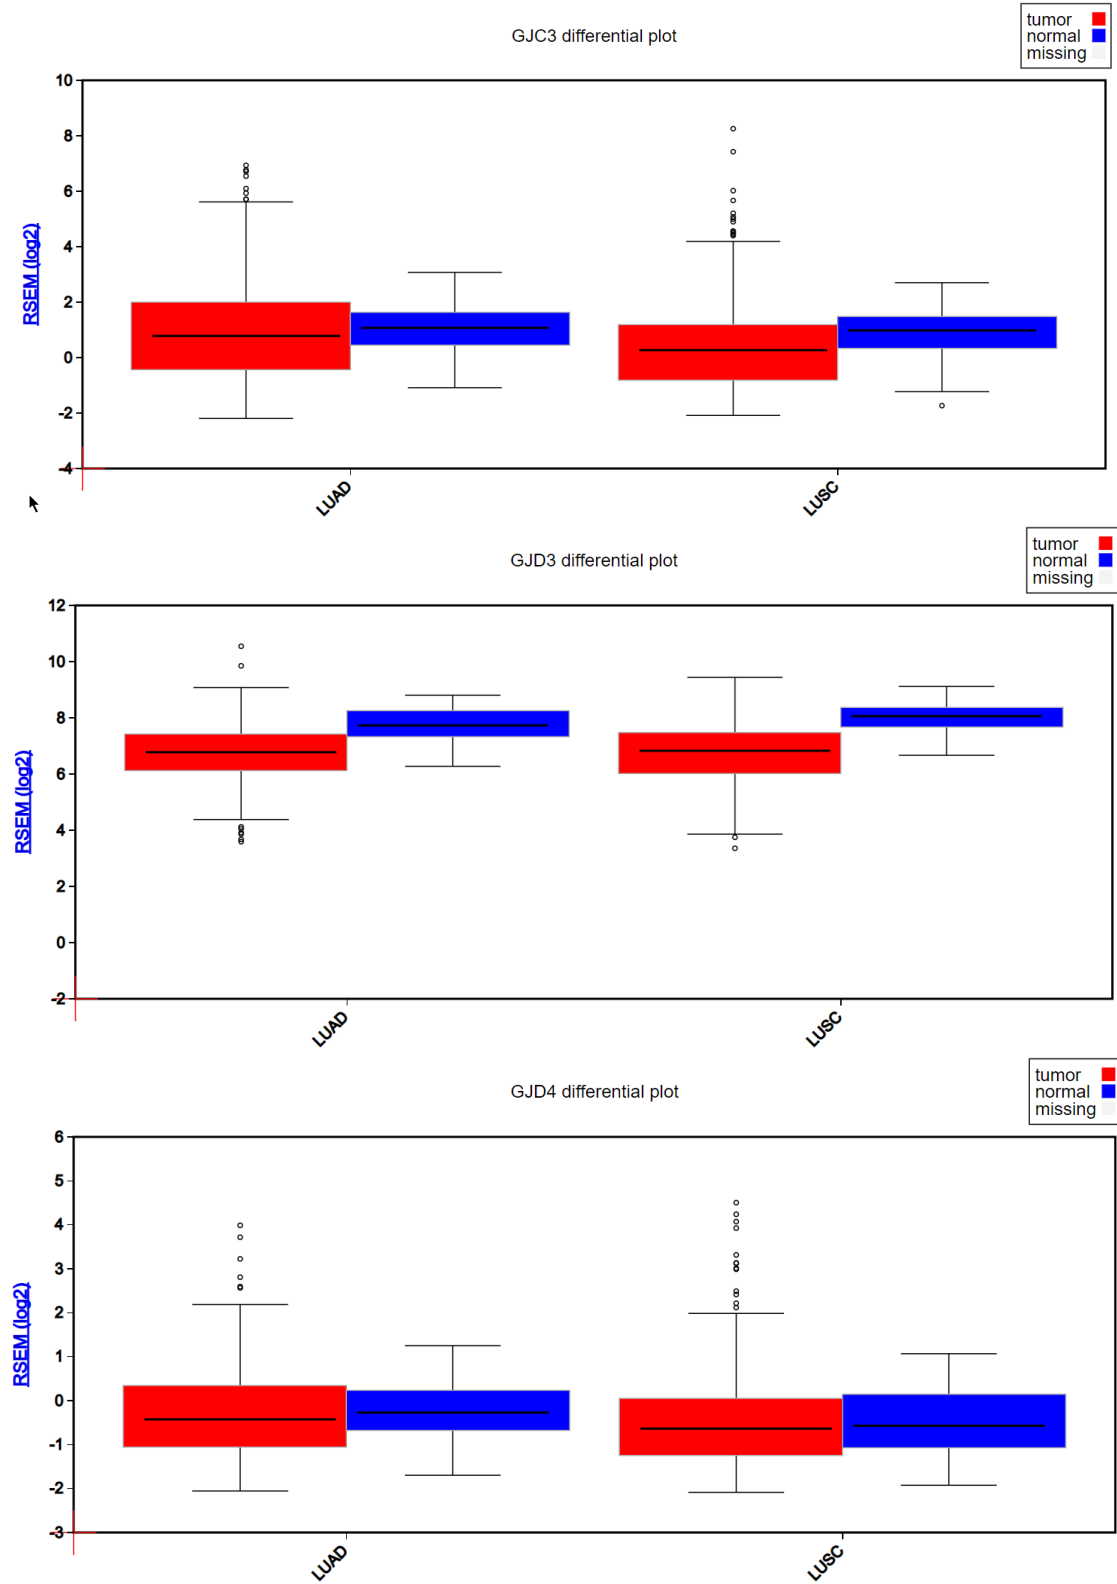 GJC3 differential plot
tumor
normal
missing
10
8
6
4
2
0
-2
-4
RSEM (log2)
LUAD
LUSC
GJD3 differential plot
tumor
normal
missing
12
10
8
6
4
2
0
-2
RSEM (log2)
LUAD
LUSC
GJD4 differential plot
tumor
normal
missing
6
5
4
3
2
1
0
-1
-2
-3
RSEM (log2)
LUAD
LUSC